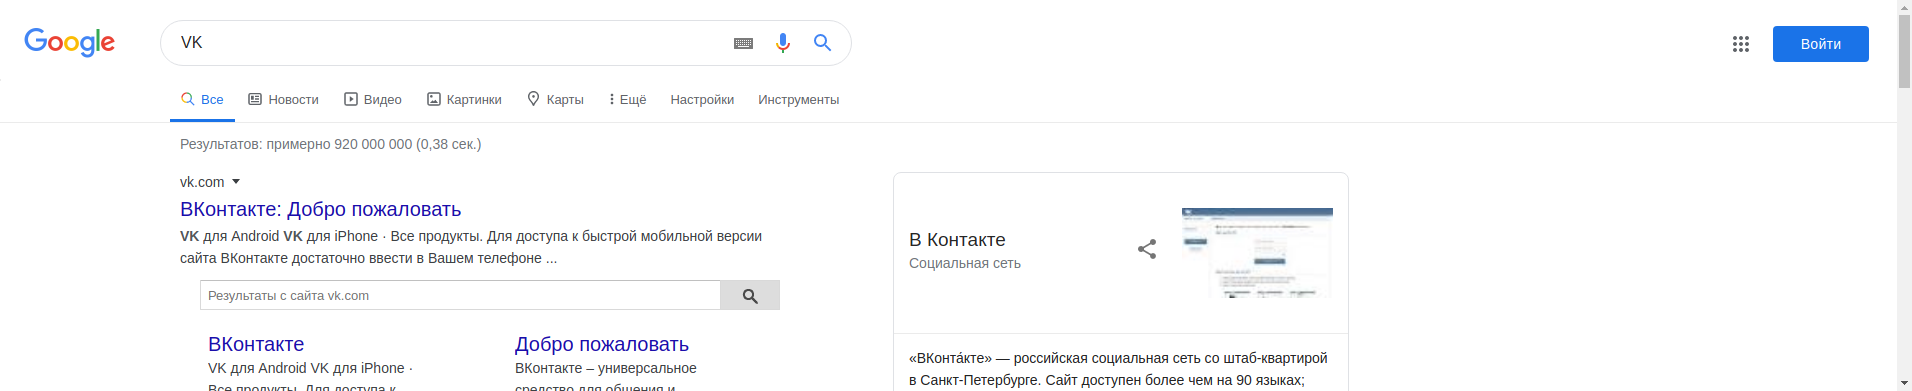 Google
VK
Войти
Все
Новости
Видео
Картинки
Карты
Ещё
Настройки
Инструменты
Результатов: примерно 920 000 000 (0,38 сек.)
vk.com
ВКонтакте: Добро пожаловать
VK для Android VK для iPhone · Все продукты. Для доступа к быстрой мобильной версии
сайта ВКонтакте достаточно ввести в Вашем телефоне ...
Результаты с сайта vk.com
ВКонтакте
VK для Android VK для iPhone ·
Все продукты. Для доступа к
Добро пожаловать
ВКонтакте – универсальное
средство для общения и
В Контакте
Социальная сеть
«ВКонта́кте» — российская социальная сеть со штаб-квартирой
в Санкт-Петербурге. Сайт доступен более чем на 90 языках;